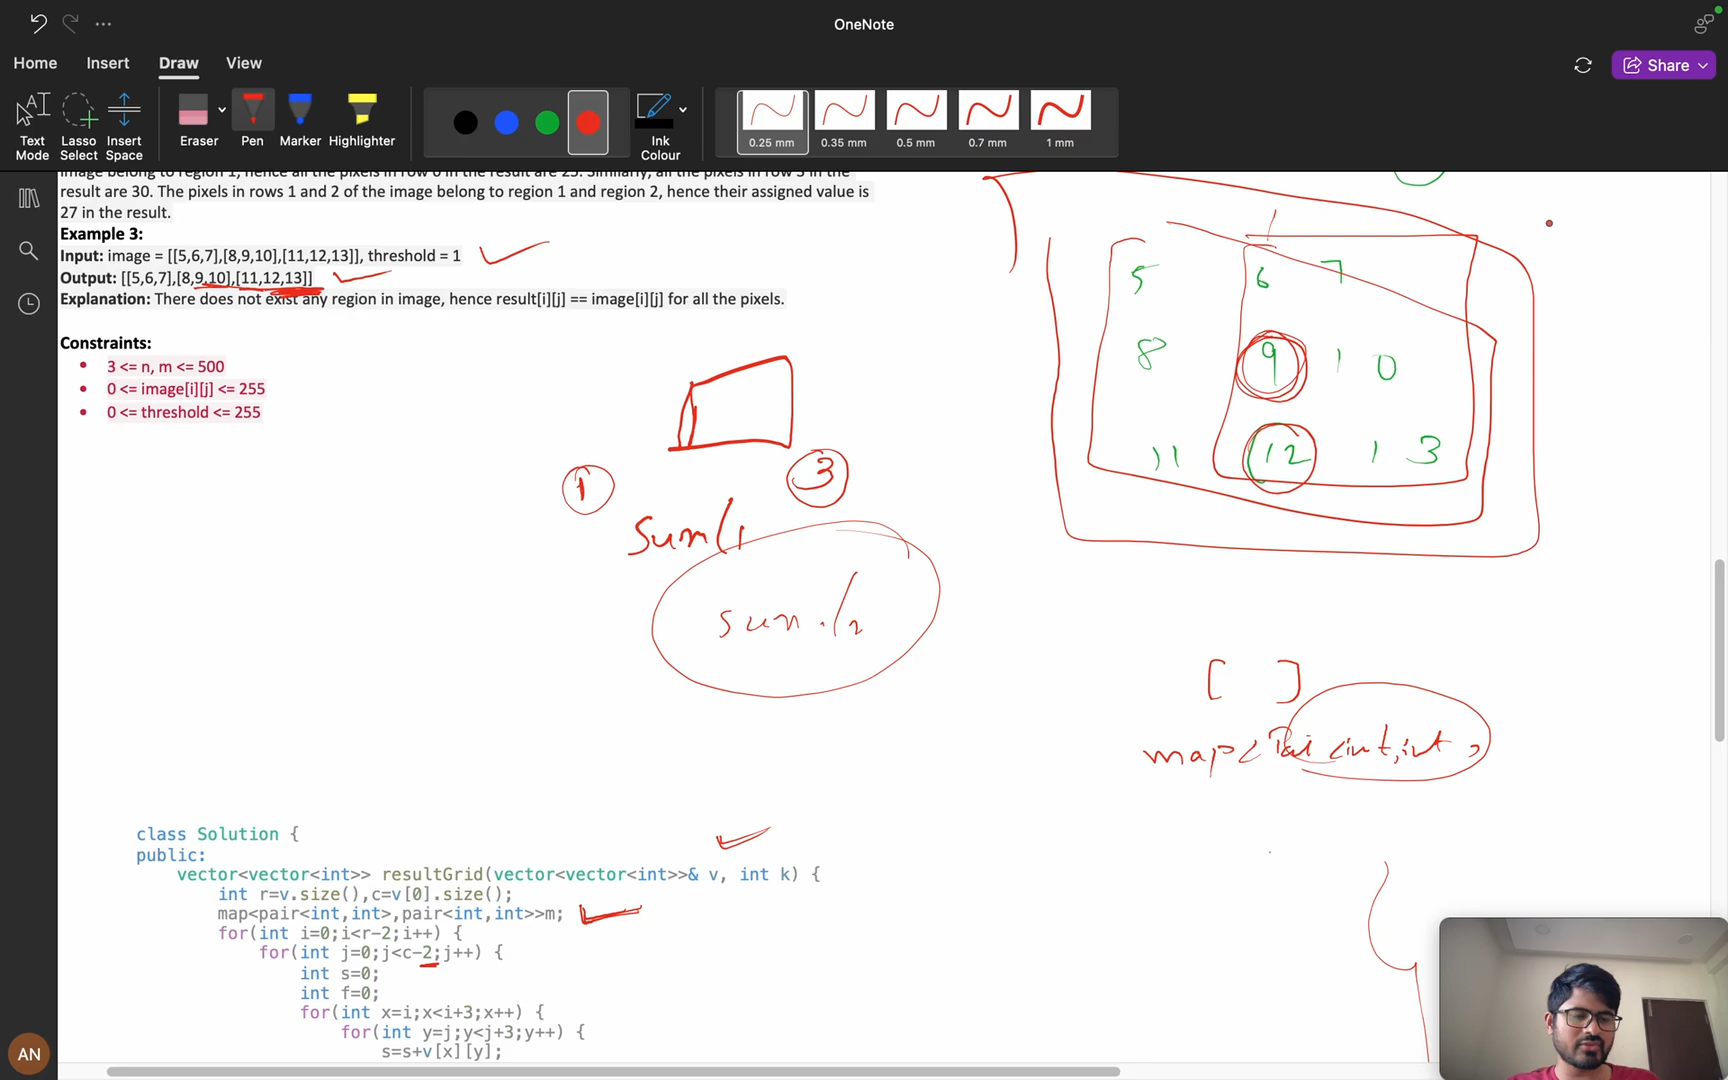 OneNote
Home Insert Draw View
Share
Text Mode
Lasso Select
Insert Space
Eraser
Pen
Marker
Highlighter
Ink Colour
0.25 mm
0.35 mm
0.5 mm
0.7 mm
1 mm
result are 30. The pixels in rows 1 and 2 of the image belong to region 1 and region 2, hence their assigned value is
27 in the result.
Example 3:
Input: image = [[5,6,7],[8,9,10],[11,12,13]], threshold = 1
Output: [[5,6,7],[8,9,10],[11,12,13]]
Explanation: There does not exist any region in image, hence result[i][j] == image[i][j] for all the pixels.
Constraints:
• 3 <= n, m <= 500
• 0 <= image[i][j] <= 255
• 0 <= threshold <= 255
5 6 7
8 9 10
11 12 13
1
3
Sum/
sum./2
[ ]
map<Pai <int,int>
class Solution {
public:
vector<vector<int>> resultGrid(vector<vector<int>>& v, int k) {
int r=v.size(),c=v[0].size();
map<pair<int,int>,pair<int,int>>m;
for(int i=0;i<r-2;i++) {
for(int j=0;j<c-2;j++) {
int s=0;
int f=0;
for(int x=i;x<i+3;x++) {
for(int y=j;y<j+3;y++) {
s=s+v[x][y];
AN